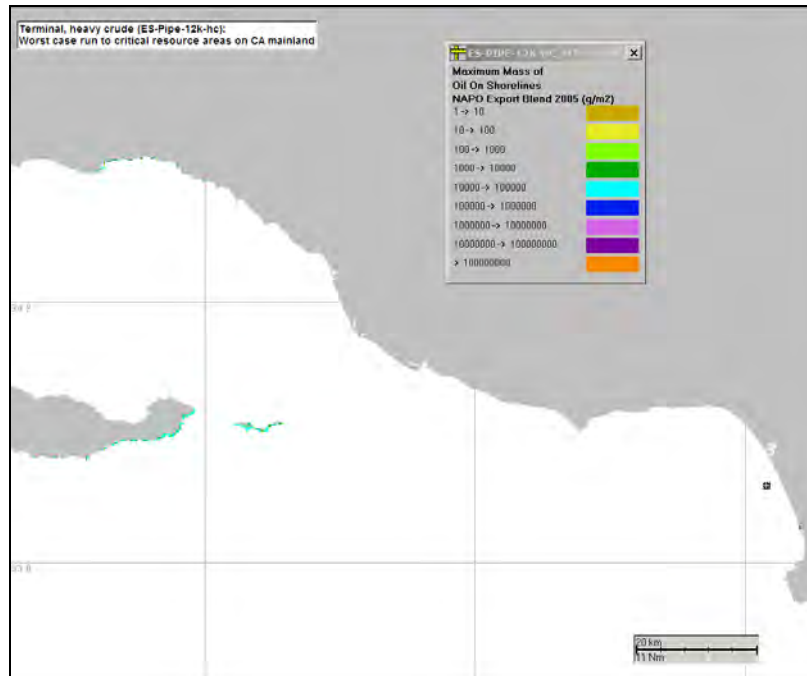 Terminal, heavy crude (ES-Pipe-12k-hc):
Worst case run to critical resource areas on CA mainland
Maximum Mass of
Oil On Shorelines
NAPO Export Blend 2005 (g/m2)
1-> 10
10-> 100
100-> 1000
1000-> 10000
10000-> 100000
100000-> 1000000
1000000-> 10000000
10000000-> 100000000
> 100000000
20 km
11 Nm